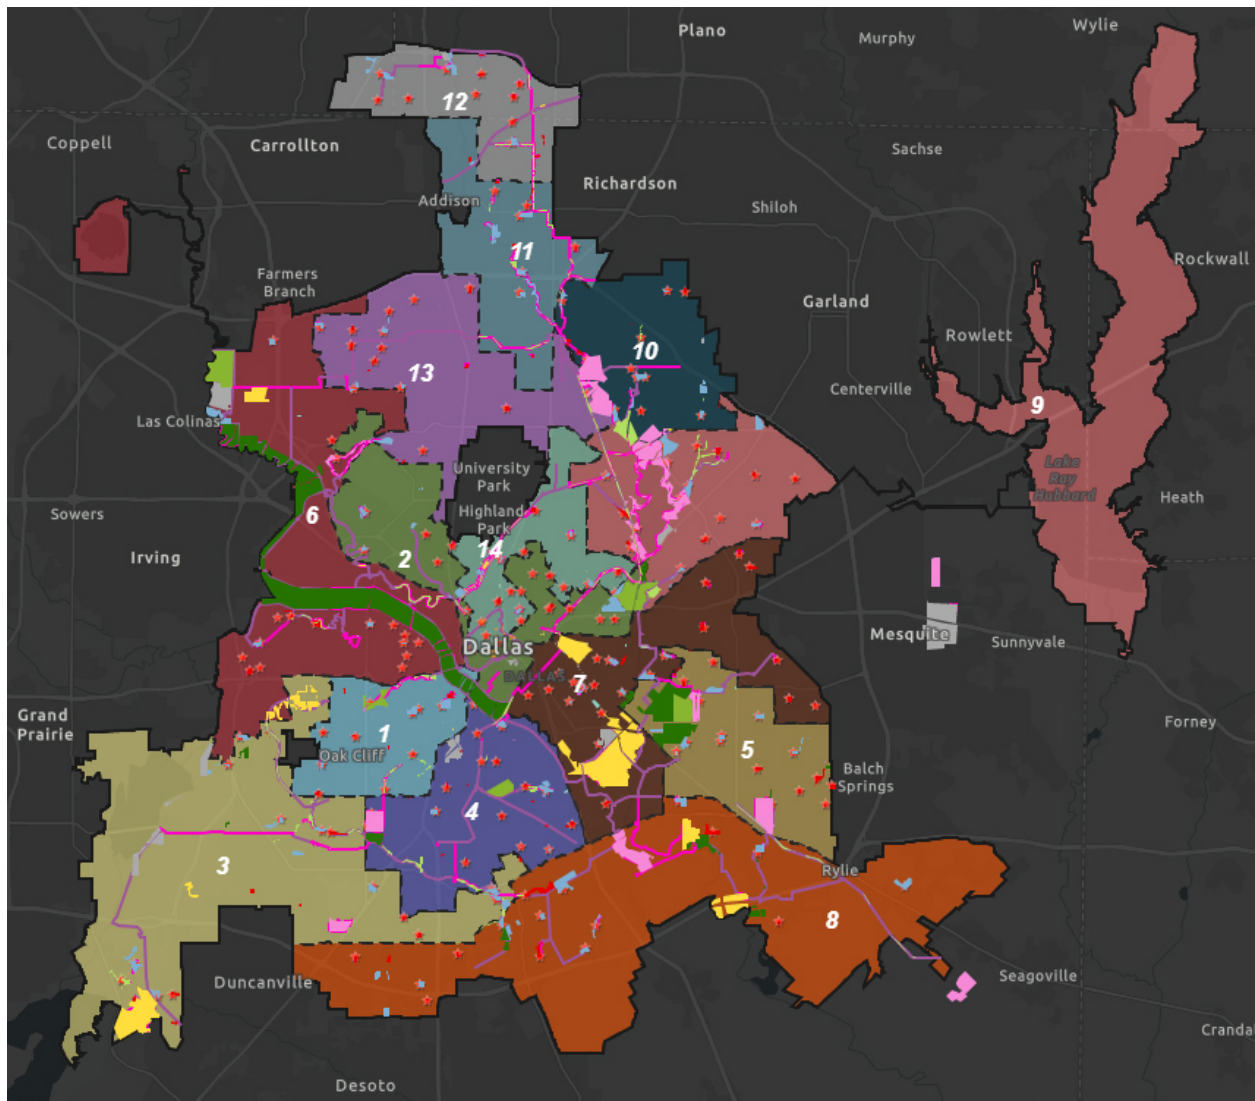 Wylie
Plano
Murphy
12
Coppell
Carrollton
Sachse
Richardson
Addison
Shiloh
11
Rockwall
Farmers
Branch
Garland
Rowlett
10
13
Centerville
9
Las Colinas
University
Park
Lake
Ray
Hubbard
Heath
Highland
Park
Sowers
6
14
2
Irving
Mesquite
Sunnyvale
Dallas
DALLAS
7
Grand
Prairie
1
Forney
5
Oak Cliff
Balch
Springs
4
3
Rylie
8
Duncanville
Seagoville
Cranda
Desoto